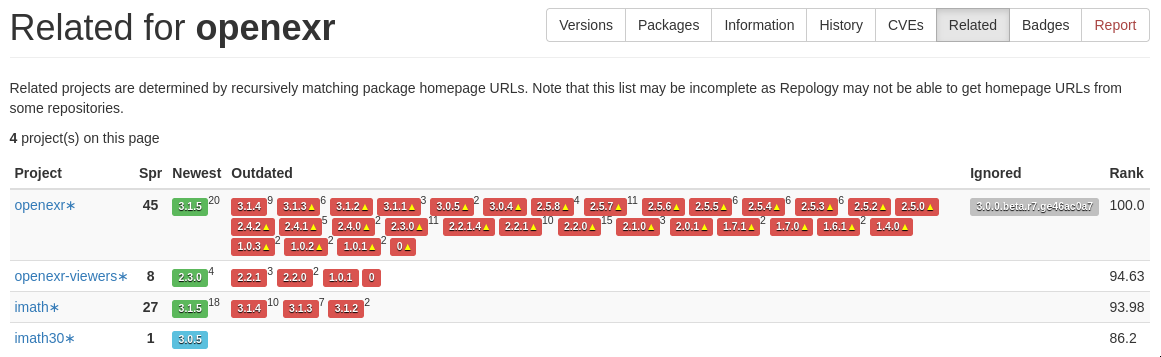 Related for openexr
Versions Packages Information History CVEs Related Badges Report
Related projects are determined by recursively matching package homepage URLs. Note that this list may be incomplete as Repology may not be able to get homepage URLs from
some repositories.
4 project(s) on this page
Project Spr Newest Outdated Ignored Rank
openexr∗ 45 3.1.5 20 3.1.4 9 3.1.3▲ 6 3.1.2▲ 3.1.1▲ 3 3.0.5▲ 2 3.0.4▲ 2.5.8▲ 4 2.5.7▲ 11 2.5.6▲ 2.5.5▲ 6 2.5.4▲ 6 2.5.3▲ 6 2.5.2▲ 2.5.0▲ 3.0.0.beta.r7.ge46ac0a7 100.0
2.4.2▲ 2.4.1▲ 5 2.4.0▲ 2 2.3.0▲ 11 2.2.1.4▲ 2.2.1▲ 10 2.2.0▲ 15 2.1.0▲ 3 2.0.1▲ 1.7.1▲ 2 1.7.0▲ 1.6.1▲ 2 1.4.0▲
1.0.3▲ 2 1.0.2▲ 2 1.0.1▲ 2 0▲
openexr-viewers∗ 8 2.3.0 4 2.2.1 3 2.2.0 2 1.0.1 0 94.63
imath∗ 27 3.1.5 18 3.1.4 10 3.1.3 7 3.1.2 2 93.98
imath30∗ 1 3.0.5 86.2